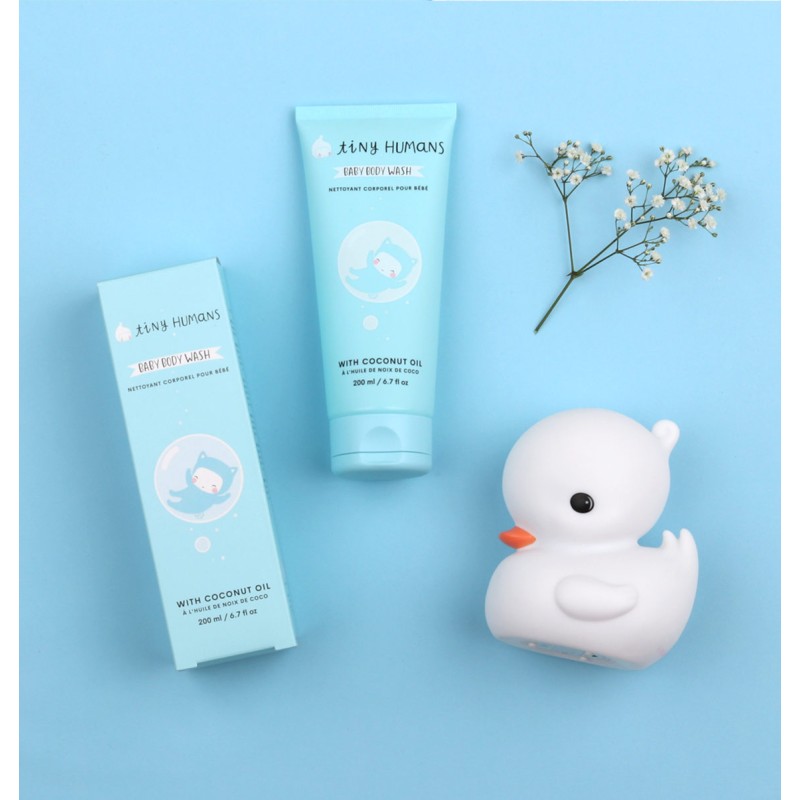 tiny HUMANS
BABY BODY WASH
NETTOYANT CORPOREL POUR BÉBÉ
WITH COCONUT OIL
À L'HUILE DE NOIX DE COCO
200 ml / 6.7 fl oz
tiny HUMANS
BABY BODY WASH
NETTOYANT CORPOREL POUR BÉBÉ
WITH COCONUT OIL
À L'HUILE DE NOIX DE COCO
200 ml / 6.7 fl oz